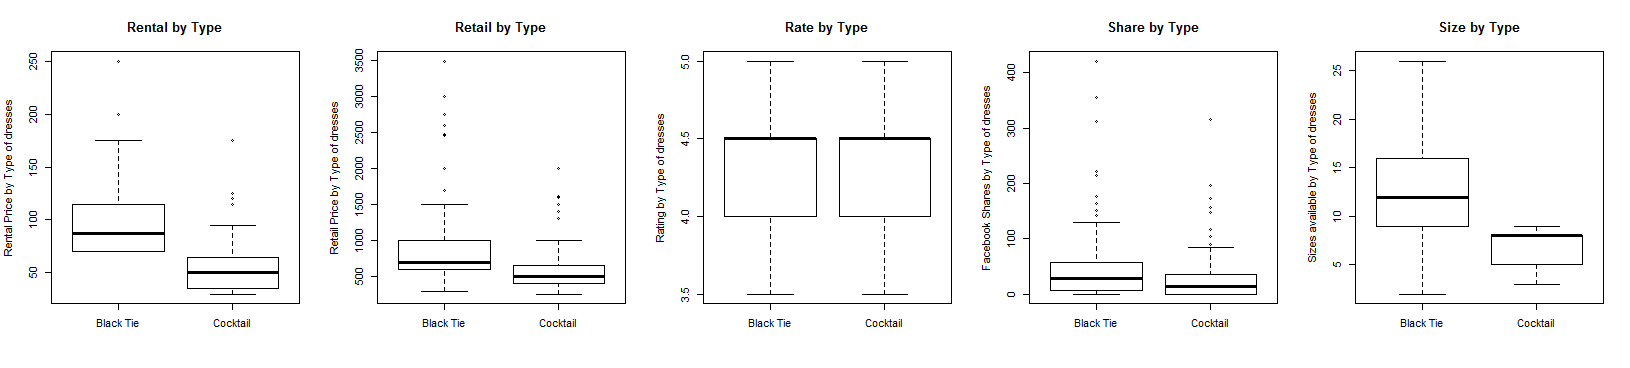 Rental by Type
Rental Price by Type of dresses
250
200
150
100
50
Black Tie
Cocktail
Retail by Type
Retail Price by Type of dresses
3500
3000
2500
2000
1500
1000
500
Black Tie
Cocktail
Rate by Type
Rating by Type of dresses
5.0
4.5
4.0
3.5
Black Tie
Cocktail
Share by Type
Facebook Shares by Type of dresses
400
300
200
100
0
Black Tie
Cocktail
Size by Type
Sizes available by Type of dresses
25
20
15
10
5
Black Tie
Cocktail